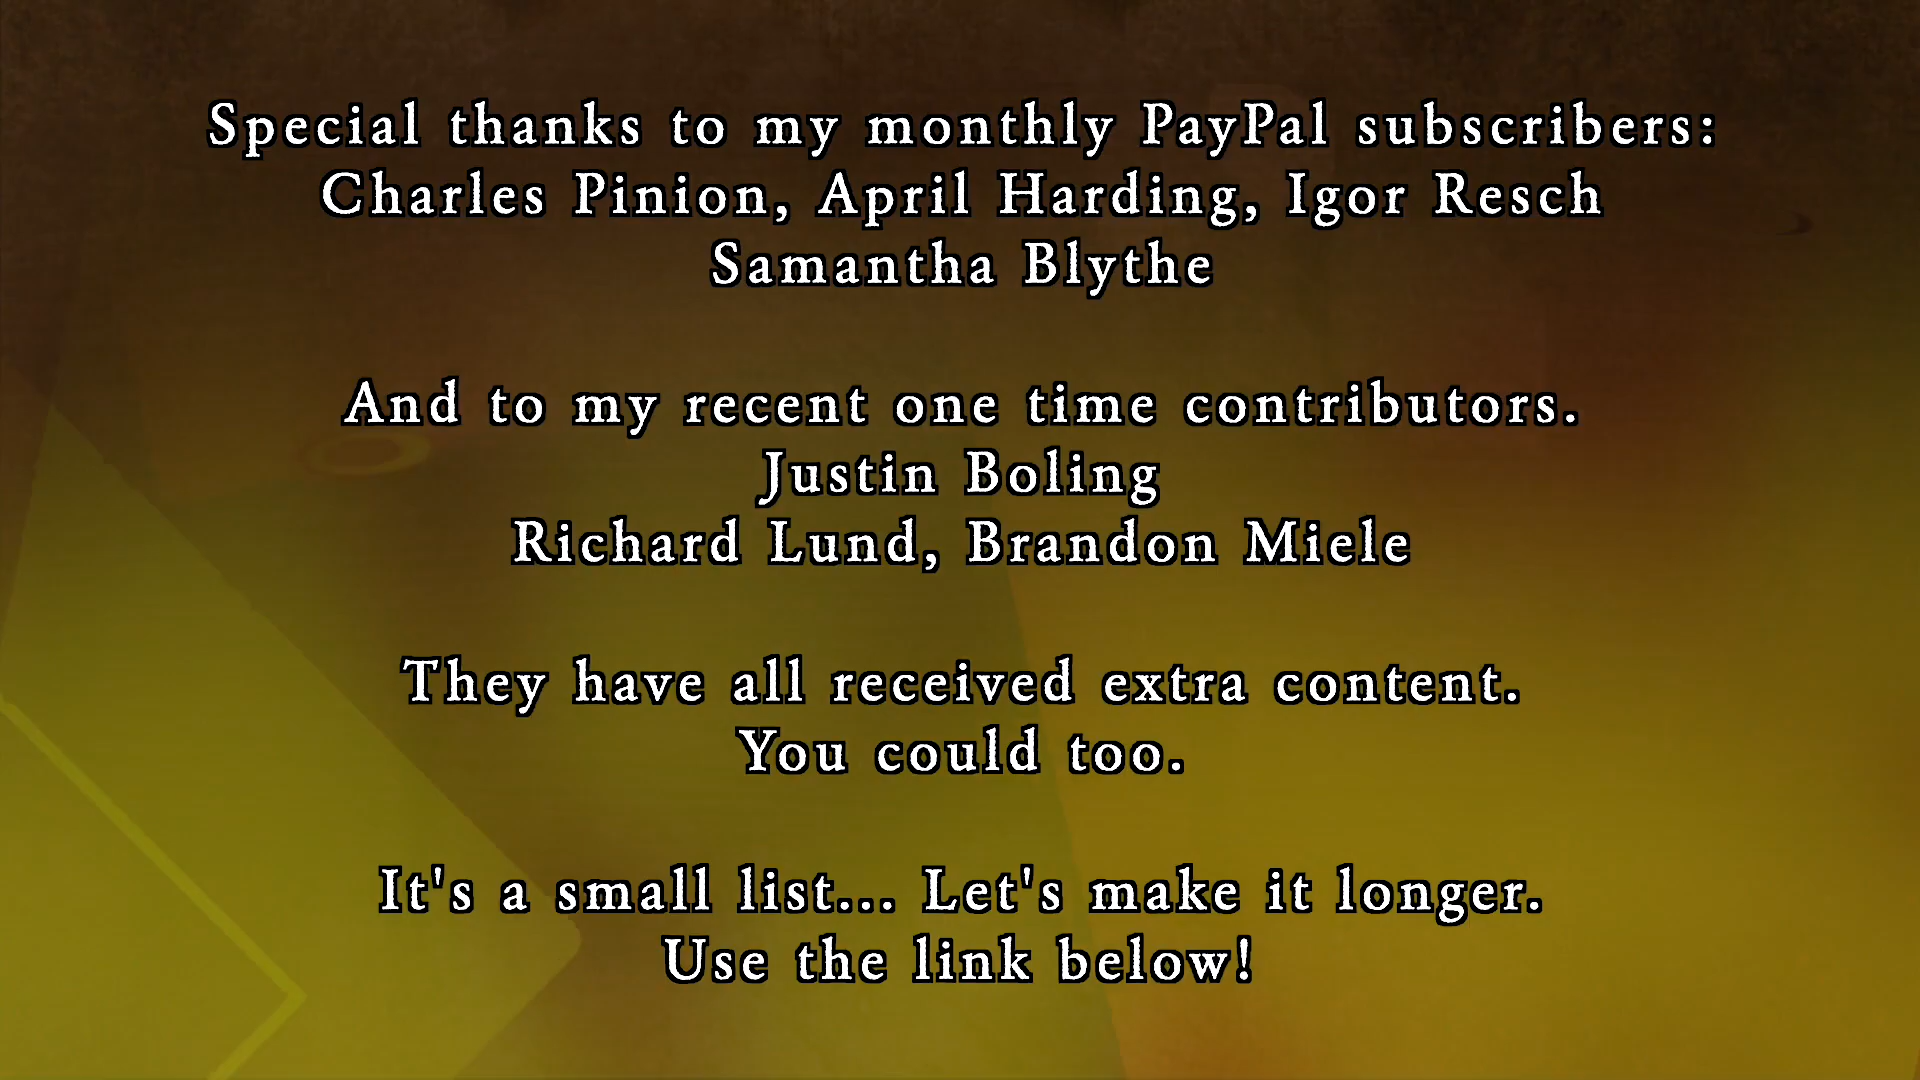 Special thanks to my monthly PayPal subscribers:
Charles Pinion, April Harding, Igor Resch
Samantha Blythe
And to my recent one time contributors.
Justin Boling
Richard Lund, Brandon Miele
They have all received extra content.
You could too.
It's a small list... Let's make it longer.
Use the link below!